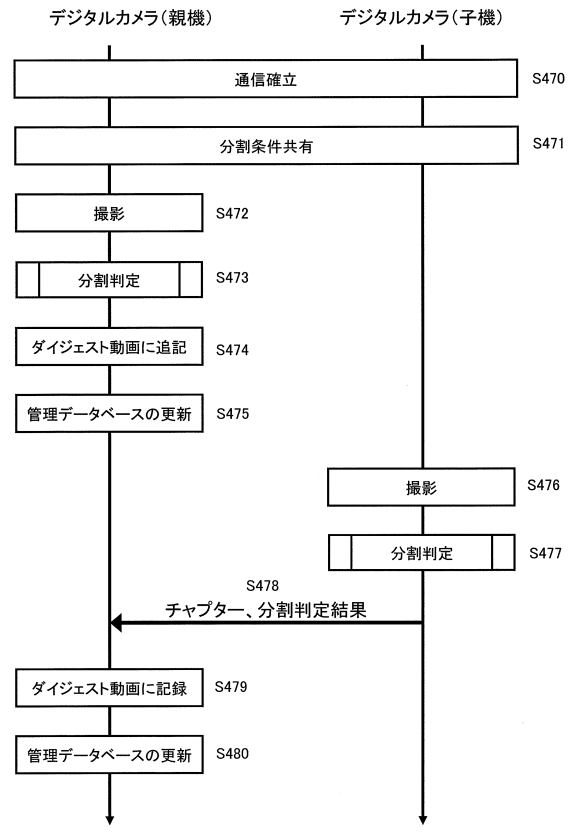 デジタルカメラ(親機)
デジタルカメラ(子機)
通信確立
S470
分割条件共有
S471
撮影
S472
分割判定
S473
ダイジェスト動画に追記
S474
管理データベースの更新
S475
撮影
S476
分割判定
S477
S478
チャプター、分割判定結果
ダイジェスト動画に記録
S479
管理データベースの更新
S480